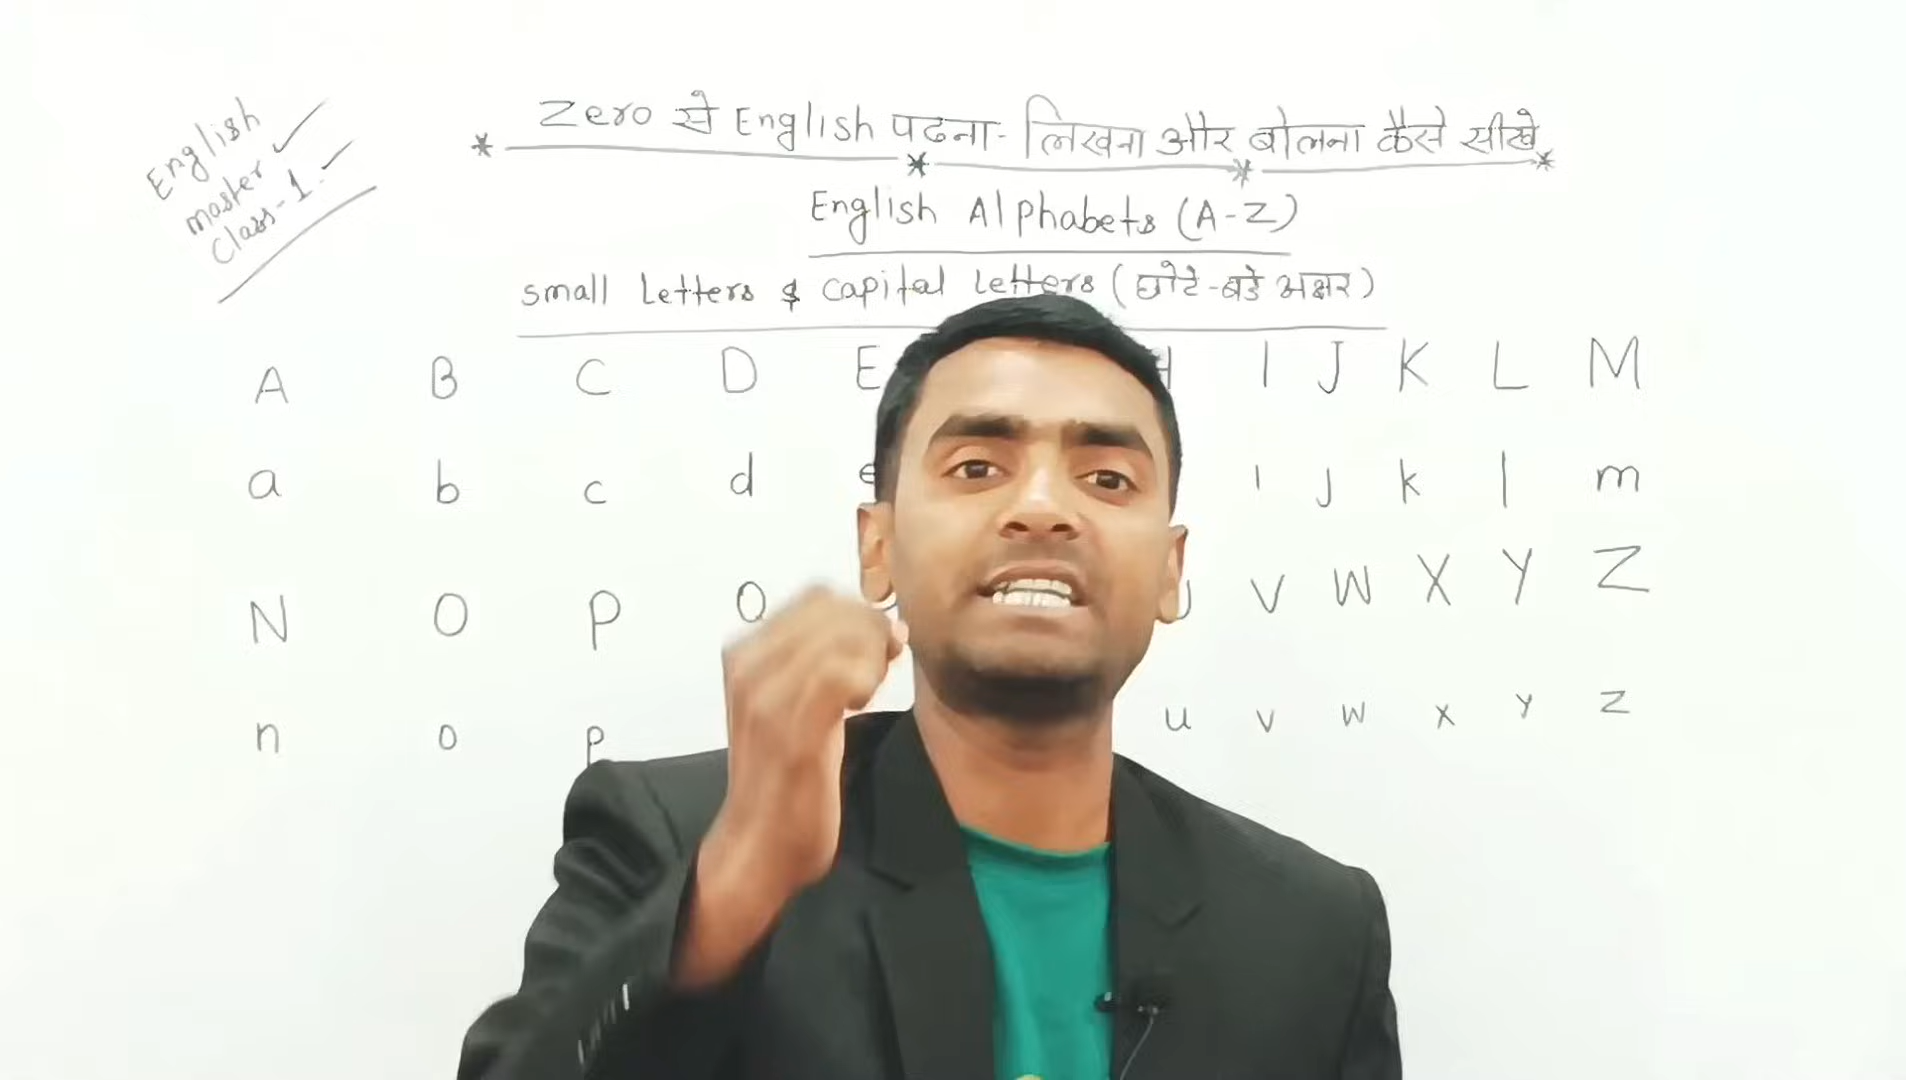 English
master
Class-1
Zero से English पढना- लिखना और बोलना कैसे सीखे
English Alphabets (A-Z)
small letters & capital letters (छोटे-बडे अक्षर)
A B C D E H I J K L M
a b c d e i j k l m
N O P Q U V W X Y Z
n o p u v w x y z